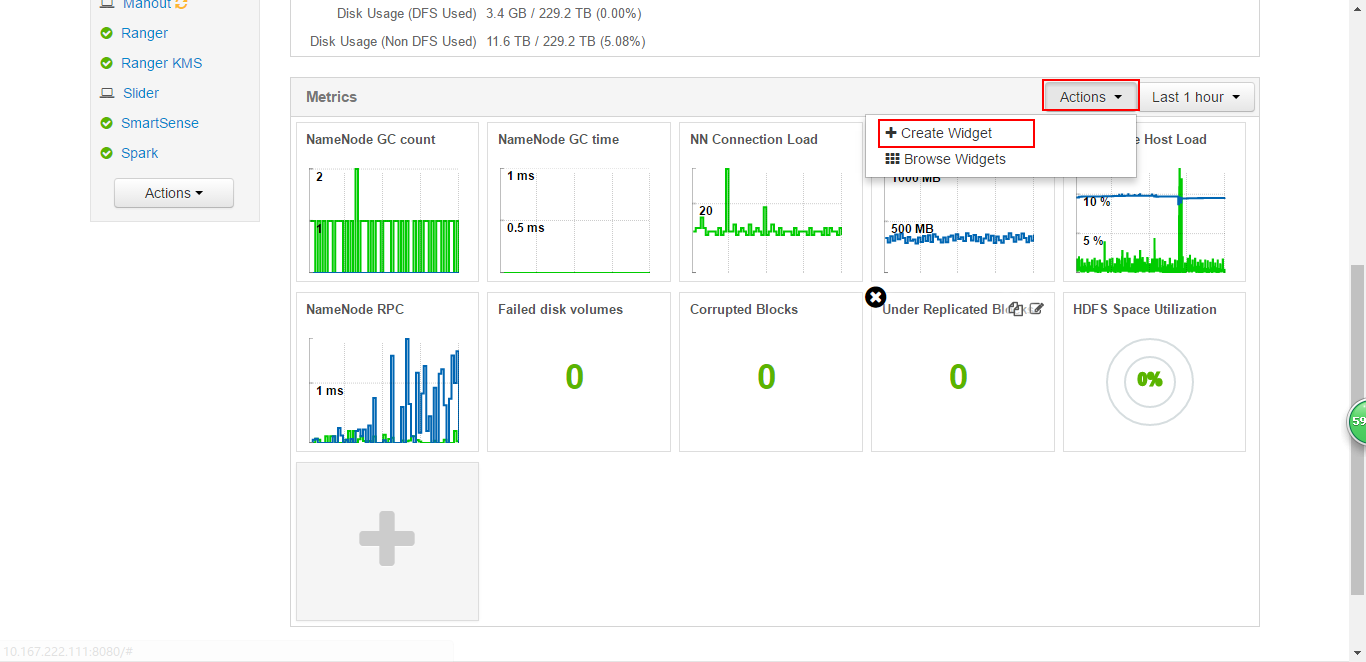 Mahout
Ranger
Ranger KMS
Slider
SmartSense
Spark
Actions
Disk Usage (DFS Used) 3.4 GB / 229.2 TB (0.00%)
Disk Usage (Non DFS Used) 11.6 TB / 229.2 TB (5.08%)
Metrics
Actions
Last 1 hour
Create Widget
Browse Widgets
NameNode GC count
2
1
NameNode GC time
1 ms
0.5 ms
NN Connection Load
20
1000 MB
500 MB
Host Load
10 %
5 %
NameNode RPC
1 ms
Failed disk volumes
0
Corrupted Blocks
0
Under Replicated
0
HDFS Space Utilization
0%
59
10.167.222.111:8080/#